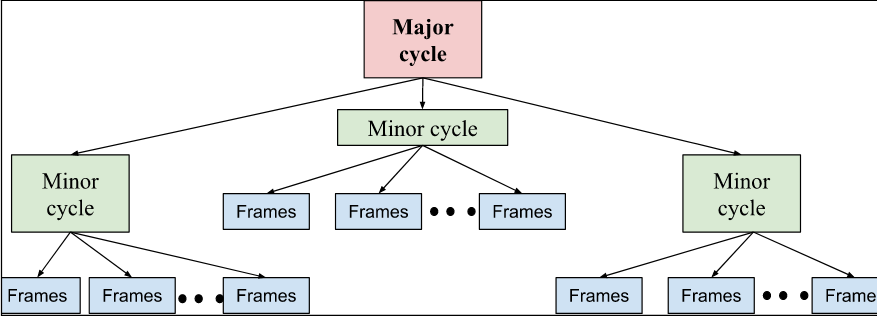 Major
cycle
Minor cycle
Minor
cycle
Minor
cycle
Frames
Frames
Frames
Frames
Frames
Frames
Frames
Frames
Frame